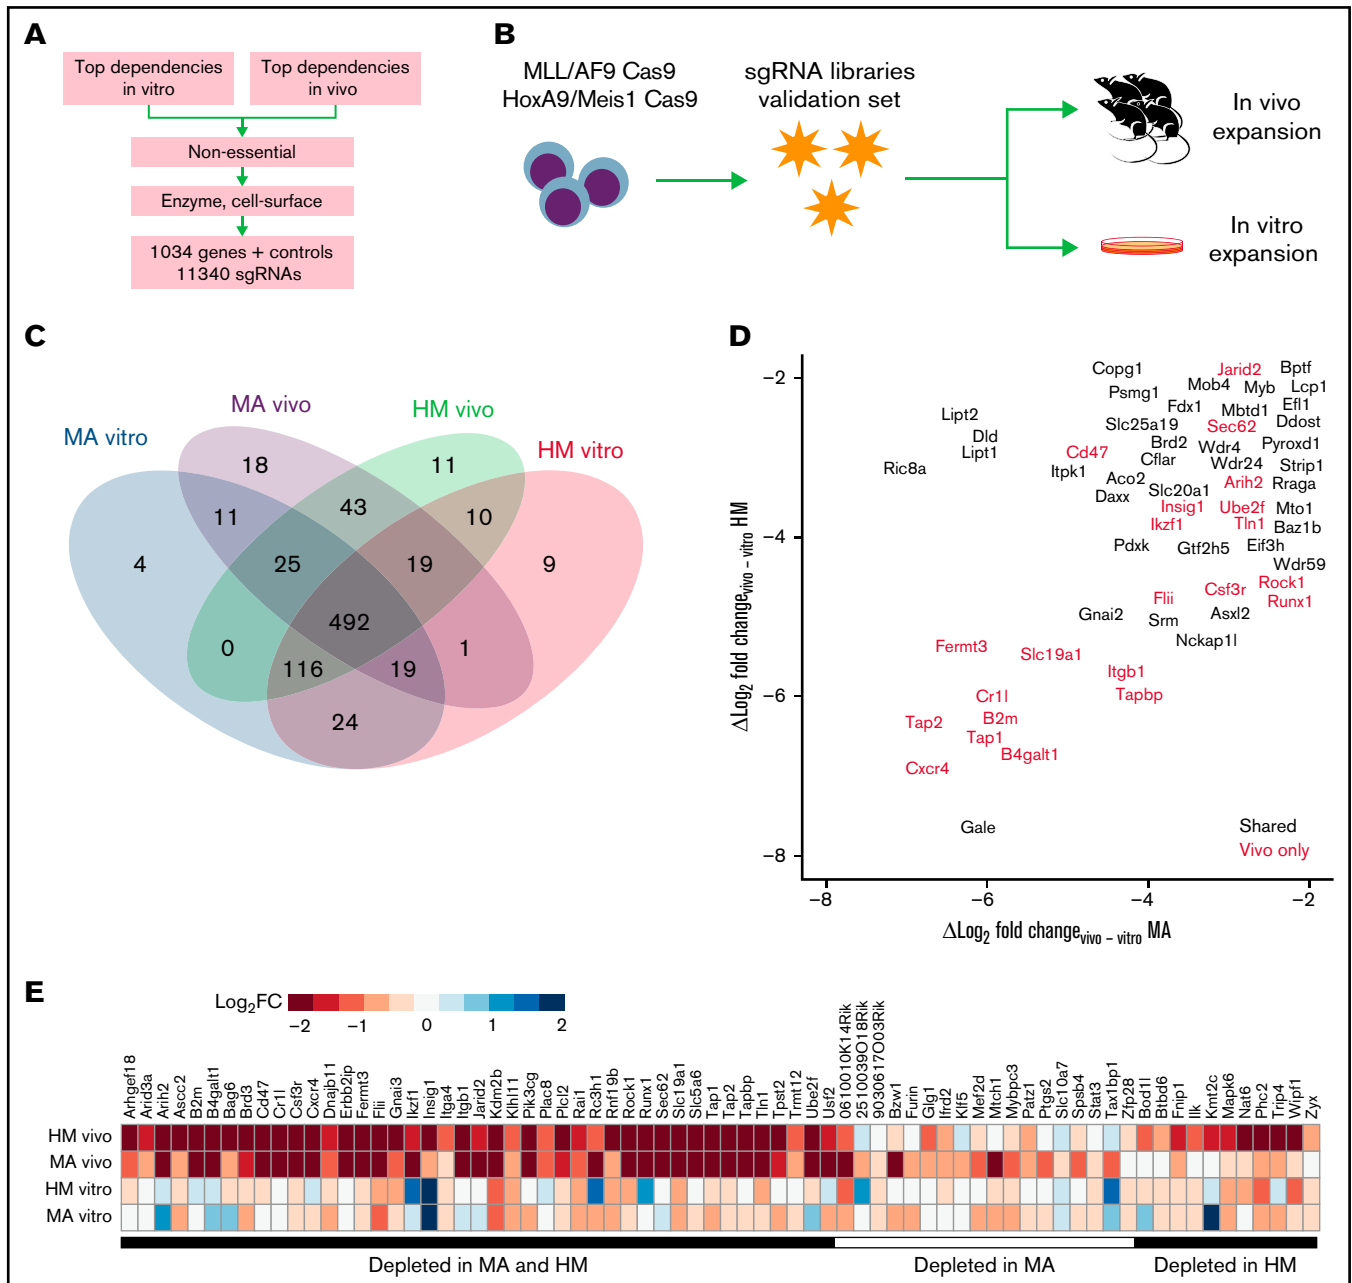 A
Top dependencies
in vitro
Top dependencies
in vivo
Non-essential
Enzyme, cell-surface
1034 genes + controls
11340 sgRNAs
B
MLL/AF9 Cas9
HoxA9/Meis1 Cas9
sgRNA libraries
validation set
In vivo
expansion
In vitro
expansion
C
MA vitro
MA vivo
HM vivo
HM vitro
18
11
11
43
10
4
25
19
9
492
0
116
19
1
24
D
ΔLog2 fold change vivo – vitro HM
−2
−4
−6
−8
Copg1
Jarid2
Bptf
Psmg1
Mob4
Myb
Lcp1
Lipt2
Fdx1
Mbtd1
Efl1
Slc25a19
Sec62
Ddost
Dld
Brd2
Wdr4
Pyroxd1
Lipt1
Cd47
Cflar
Wdr24
Strip1
Ric8a
Itpk1
Aco2
Arih2
Rraga
Daxx
Slc20a1
Insig1
Ube2f
Mto1
Ikzf1
Tln1
Baz1b
Pdxk
Gtf2h5
Eif3h
Wdr59
Rock1
Flii
Csf3r
Runx1
Gnai2
Srm
Asxl2
Nckap1l
Fermt3
Slc19a1
Itgb1
Cr1l
Tapbp
Tap2
B2m
Tap1
B4galt1
Cxcr4
Gale
Shared
Vivo only
−8
−6
−4
−2
ΔLog2 fold change vivo – vitro MA
E
Log2FC
−2
−1
0
1
2
Arhgef18
Arid3a
Arih2
Ascc2
B2m
B4galt1
Bag6
Brd3
Cd47
Cr1l
Csf3r
Cxcr4
Dnajb11
Erbb2ip
Fermt3
Flii
Gnai3
Ikzf1
Insig1
Itga4
Itgb1
Jarid2
Kdm2b
Klhl11
Pik3cg
Plac8
Plcl2
Rai1
Rc3h1
Rnf19b
Rock1
Runx1
Sec62
Slc19a1
Slc5a6
Tap1
Tap2
Tapbp
Tln1
Tpst2
Trmt12
Ube2f
Usf2
0610010K14Rik
2510039O18Rik
9030617O03Rik
Bzw1
Furin
Glg1
Ifrd2
Klf5
Mef2d
Mtch1
Mybpc3
Patz1
Ptgs2
Slc10a7
Spsb4
Stat3
Tax1bp1
Zfp28
Bod1l
Btbd6
Fnip1
Ilk
Kmt2c
Mapk6
Nat6
Phc2
Trip4
Wipf1
Zyx
HM vivo
MA vivo
HM vitro
MA vitro
Depleted in MA and HM
Depleted in MA
Depleted in HM